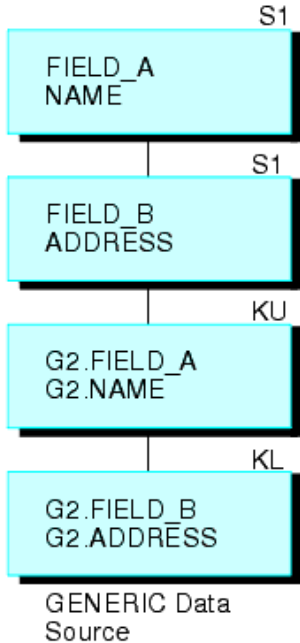 S1
FIELD_A
NAME
S1
FIELD_B
ADDRESS
KU
G2.FIELD_A
G2.NAME
KL
G2.FIELD_B
G2.ADDRESS
GENERIC Data
Source